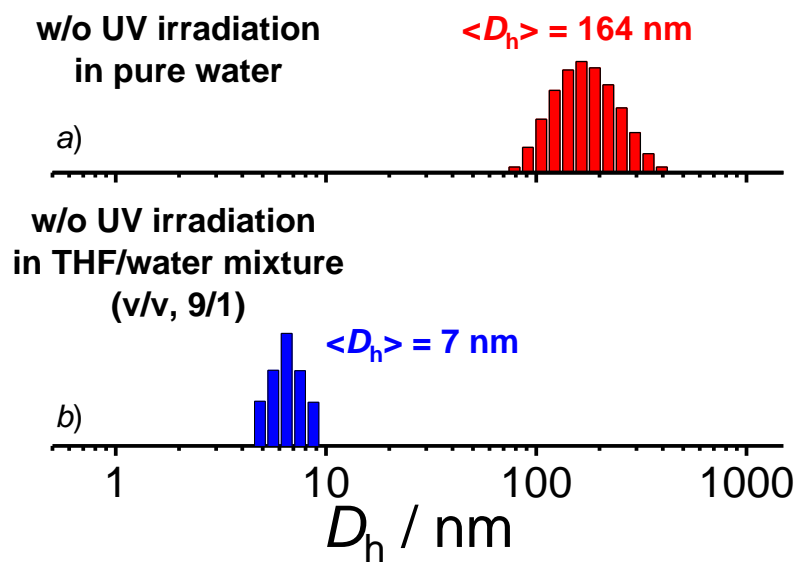 w/o UV irradiation
in pure water
<Dh> = 164 nm
a)
w/o UV irradiation
in THF/water mixture
(v/v, 9/1)
<Dh> = 7 nm
b)
1 10 100 1000
Dh / nm